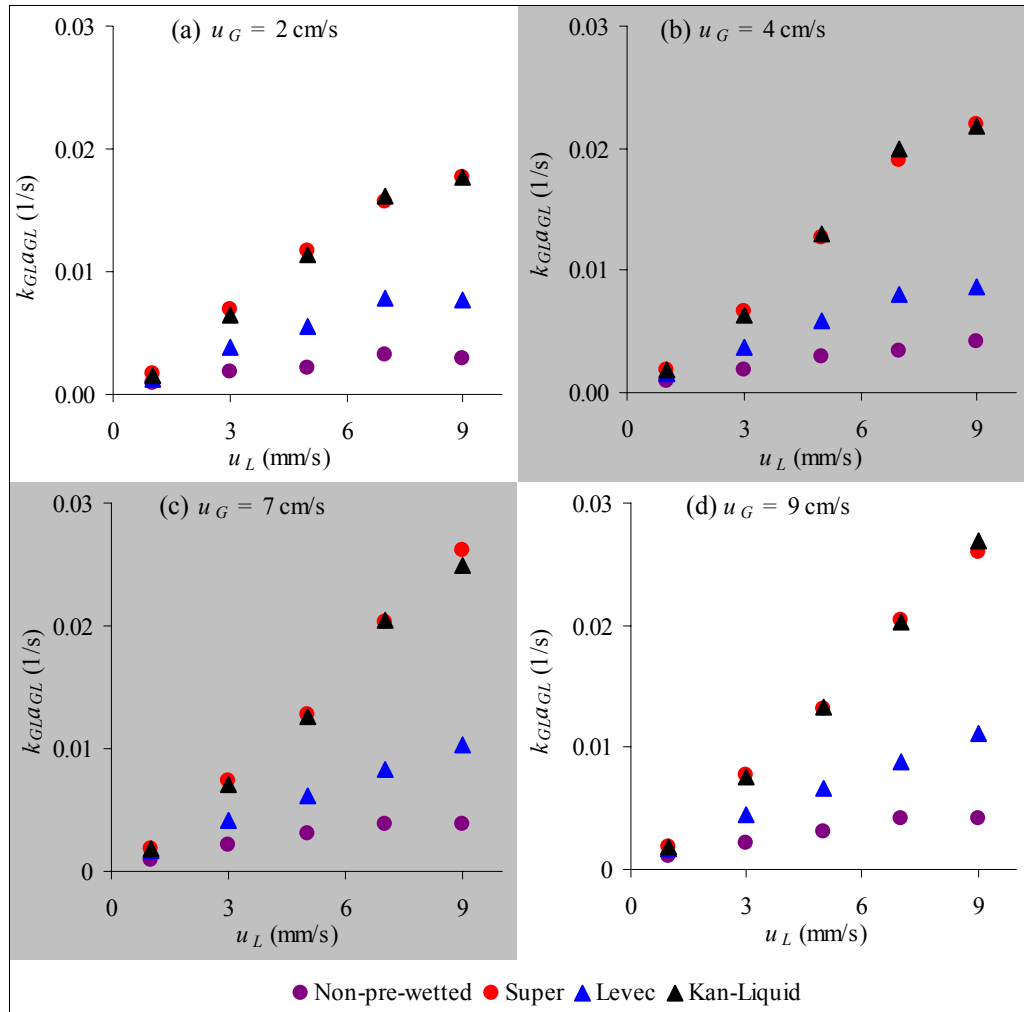 (a) u G = 2 cm/s
0.03
0.02
0.01
0.00
k GL a GL (1/s)
0 3 6 9
u L (mm/s)
(b) u G = 4 cm/s
0.03
0.02
0.01
0.00
k GL a GL (1/s)
0 3 6 9
u L (mm/s)
(c) u G = 7 cm/s
0.03
0.02
0.01
0
k GL a GL (1/s)
0 3 6 9
u L (mm/s)
(d) u G = 9 cm/s
0.03
0.02
0.01
0
k GL a GL (1/s)
0 3 6 9
u L (mm/s)
Non-pre-wetted Super Levec Kan-Liquid